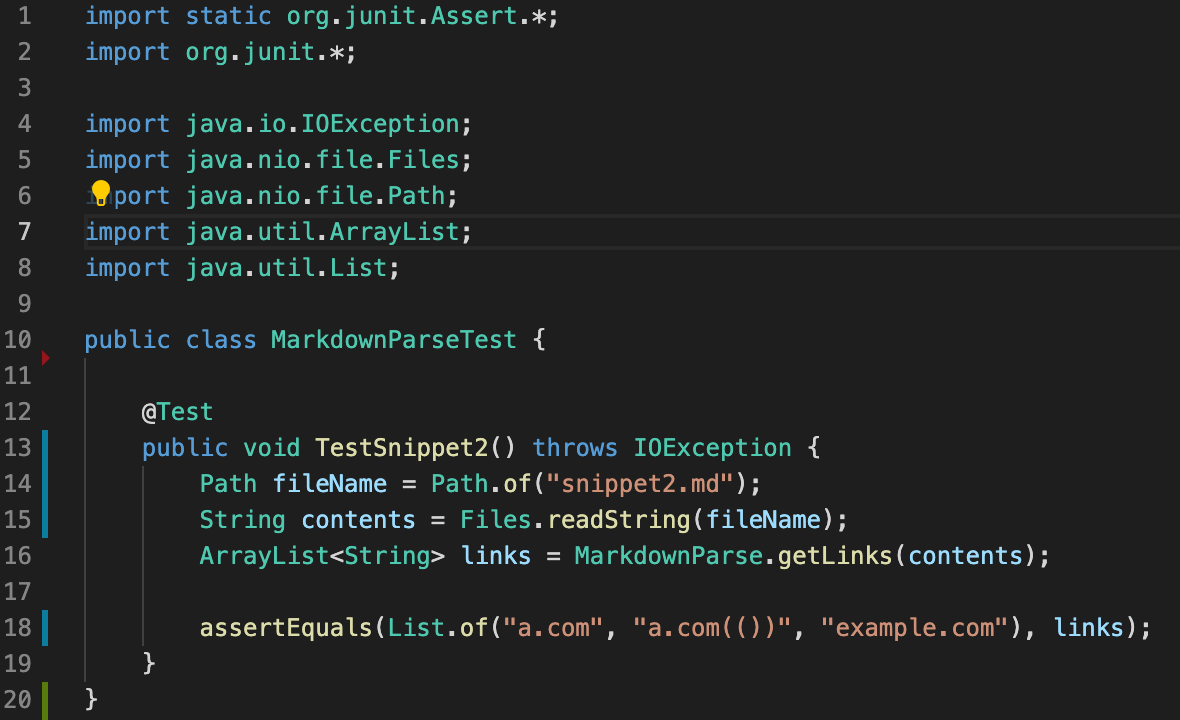 1 import static org.junit.Assert.*;
2 import org.junit.*;
3
4 import java.io.IOException;
5 import java.nio.file.Files;
6 import java.nio.file.Path;
7 import java.util.ArrayList;
8 import java.util.List;
9
10 public class MarkdownParseTest {
11
12     @Test
13     public void TestSnippet2() throws IOException {
14         Path fileName = Path.of("snippet2.md");
15         String contents = Files.readString(fileName);
16         ArrayList<String> links = MarkdownParse.getLinks(contents);
17
18         assertEquals(List.of("a.com", "a.com(())", "example.com"), links);
19     }
20 }